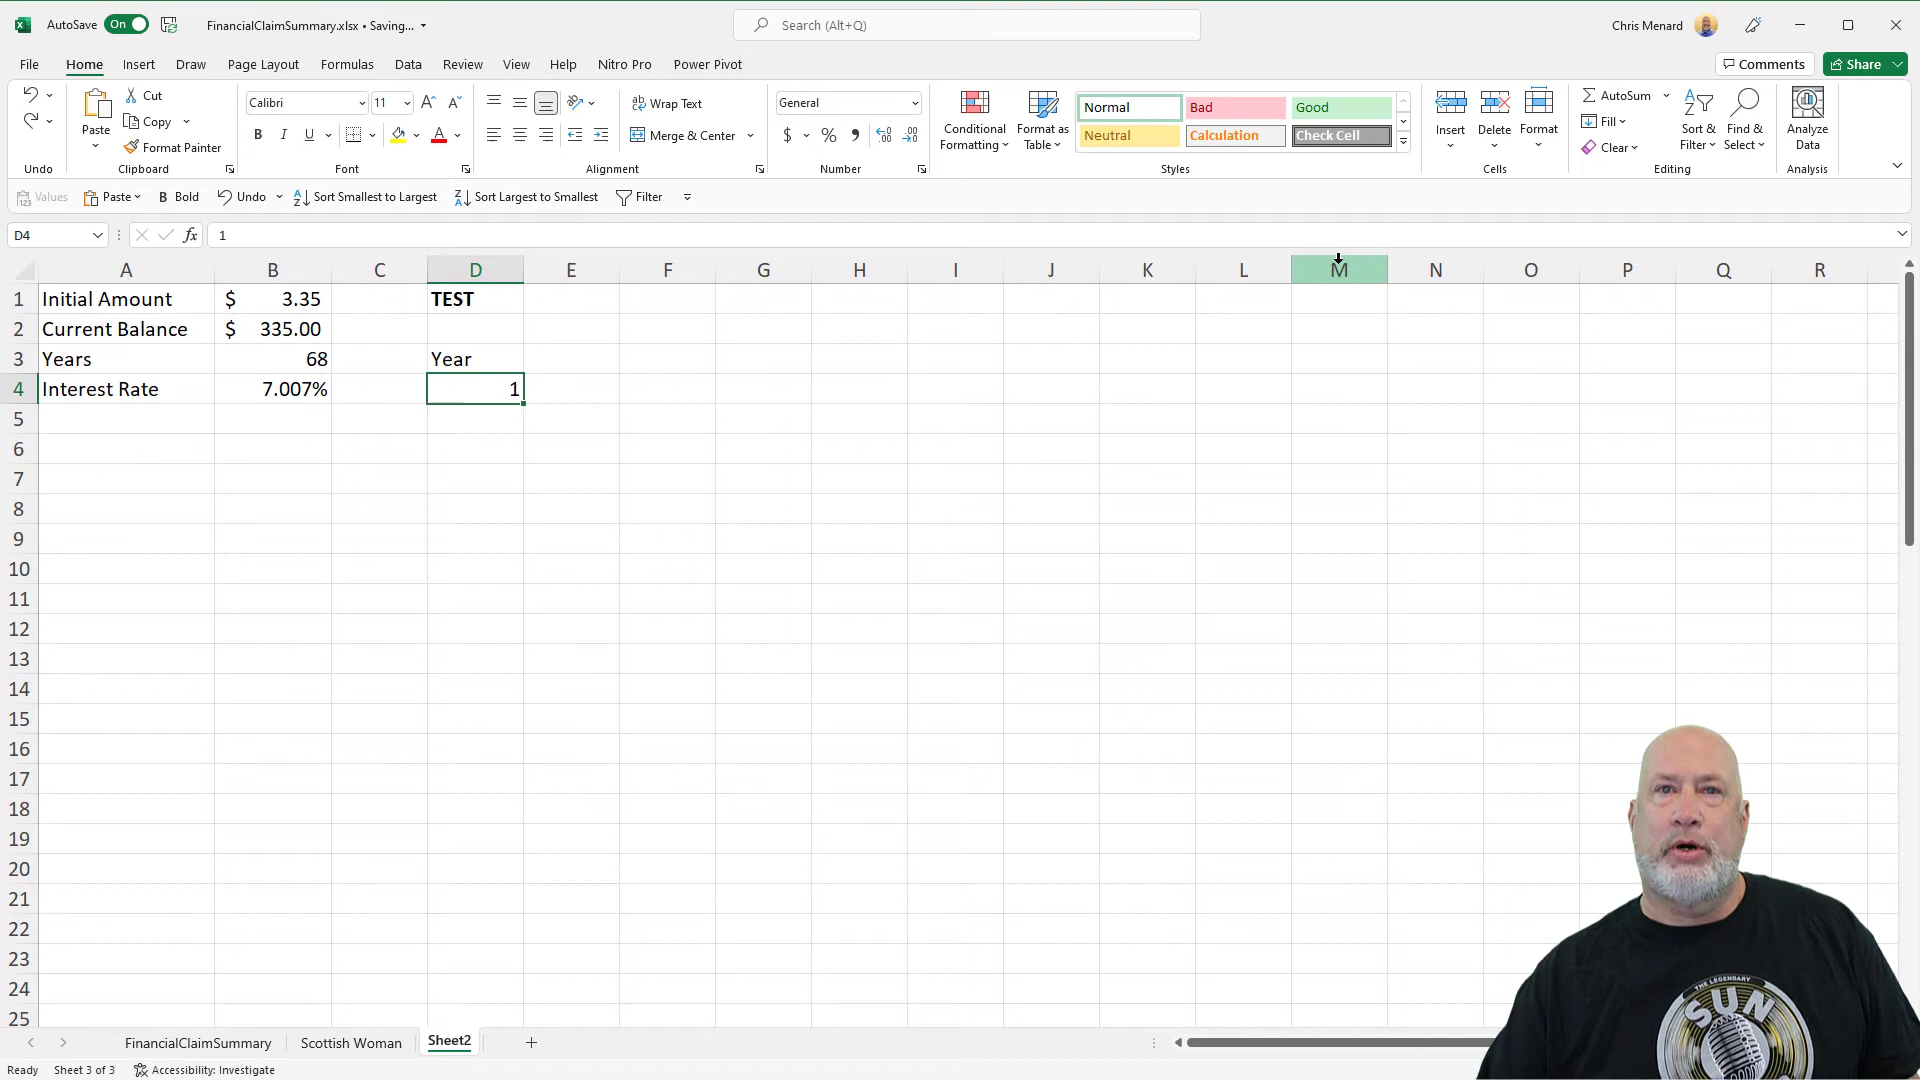 AutoSave On FinancialClaimSummary.xlsx • Saving... Search (Alt+Q) Chris Menard
File Home Insert Draw Page Layout Formulas Data Review View Help Nitro Pro Power Pivot Comments Share
Cut Calibri 11 Wrap Text General Normal Bad Good AutoSum
Paste Copy Conditional Formatting Format as Table Insert Delete Format Fill Sort & Filter Find & Select Analyze Data
Format Painter B I U A Merge & Center $ % Neutral Calculation Check Cell Clear
Undo Clipboard Font Alignment Number Styles Cells Editing Analysis
Values Paste B Bold Undo Sort Smallest to Largest Sort Largest to Smallest Filter
D4 fx 1
A B C D E F G H I J K L M N O P Q R
1 Initial Amount $ 3.35 TEST
2 Current Balance $ 335.00
3 Years 68 Year
4 Interest Rate 7.007% 1
5
6
7
8
9
10
11
12
13
14
15
16
17
18
19
20
21
22
23
24
25
THE LEGENDARY
SUN
FinancialClaimSummary Scottish Woman Sheet2
Ready Sheet 3 of 3 Accessibility: Investigate